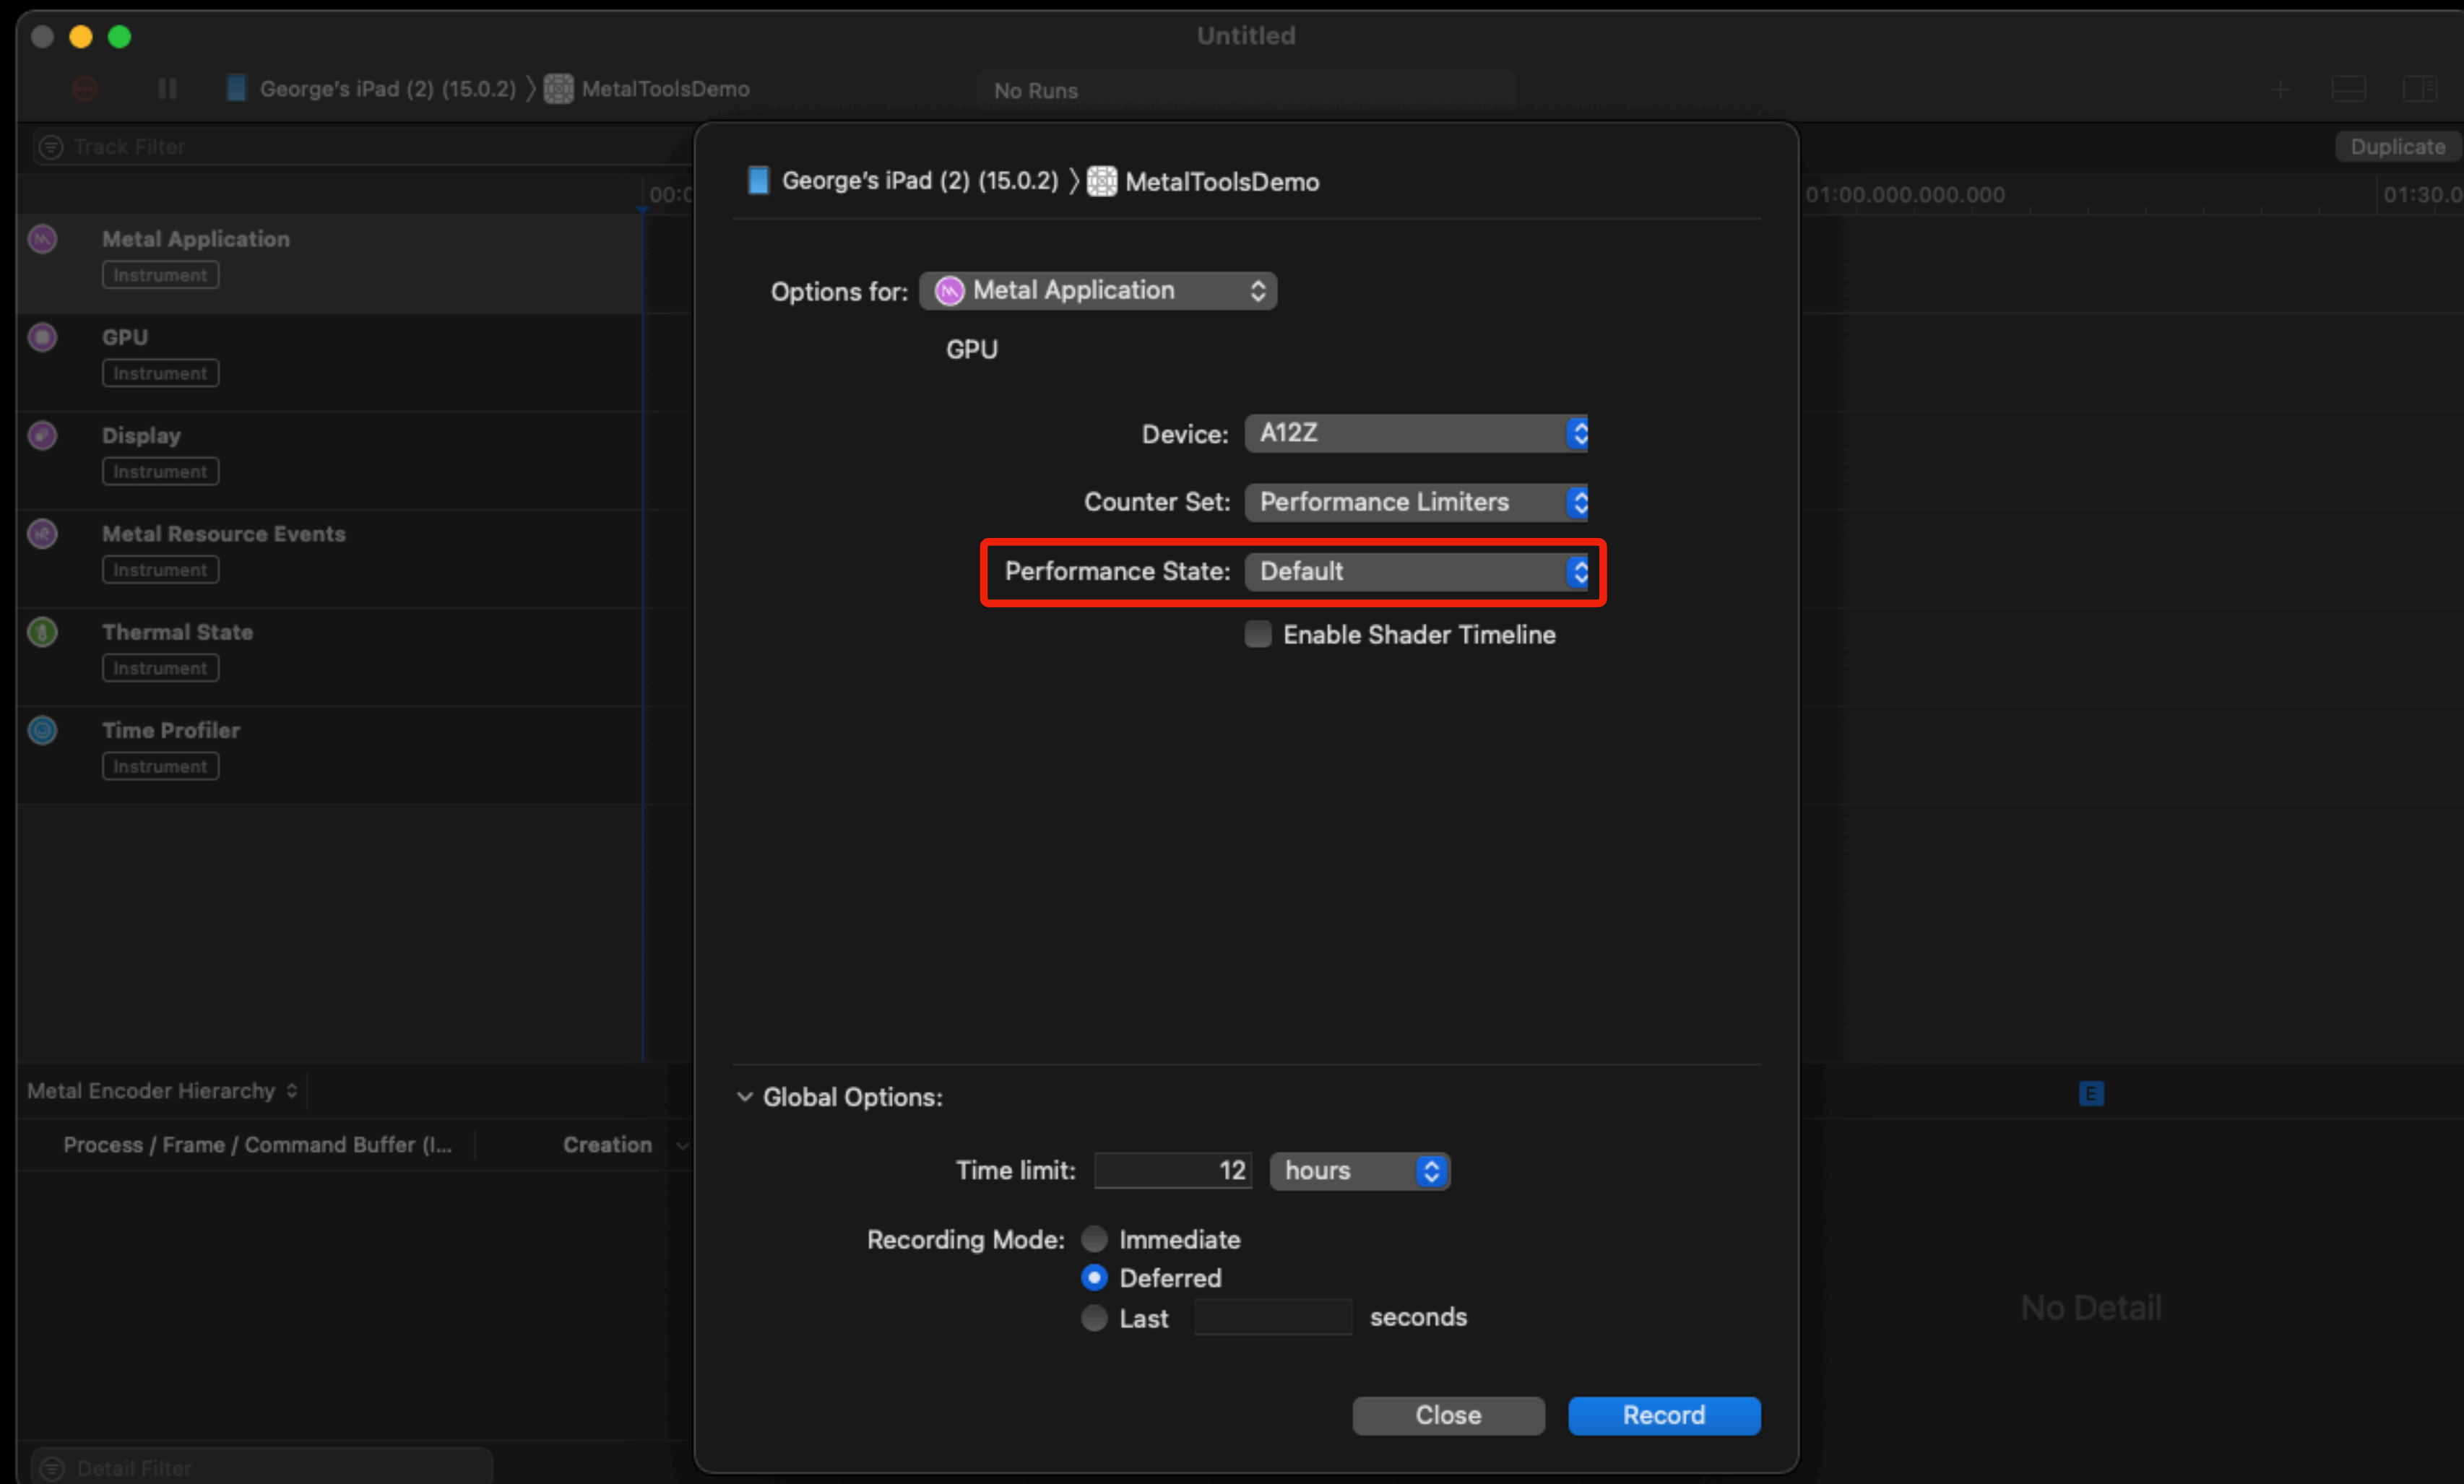 Untitled
George's iPad (2) (15.0.2) 〉 MetalToolsDemo
No Runs
Track Filter
Duplicate
01:00.000.000.000
Metal Application
Instrument
GPU
Instrument
Display
Instrument
Metal Resource Events
Instrument
Thermal State
Instrument
Time Profiler
Instrument
George's iPad (2) (15.0.2) 〉 MetalToolsDemo
Options for: Metal Application
GPU
Device: A12Z
Counter Set: Performance Limiters
Performance State: Default
Enable Shader Timeline
Global Options:
Time limit: 12 hours
Recording Mode: Immediate
Deferred
Last seconds
Close Record
Metal Encoder Hierarchy
E
Process / Frame / Command Buffer (I... Creation
No Detail
Detail Filter